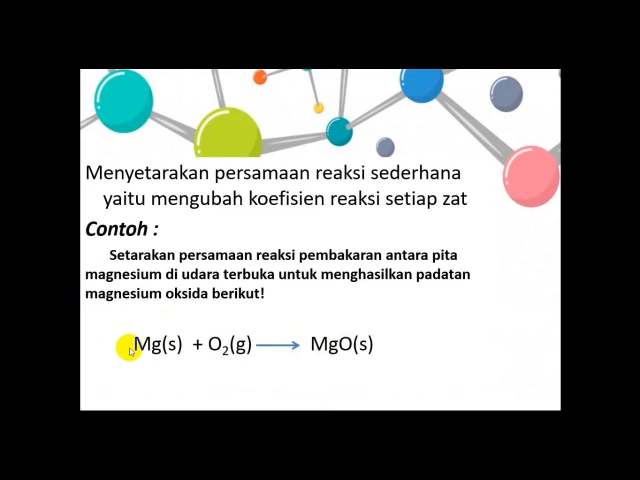 Menyetarakan persamaan reaksi sederhana
yaitu mengubah koefisien reaksi setiap zat
Contoh :
Setarakan persamaan reaksi pembakaran antara pita
magnesium di udara terbuka untuk menghasilkan padatan
magnesium oksida berikut!
Mg(s) + O₂(g) ⟶ MgO(s)